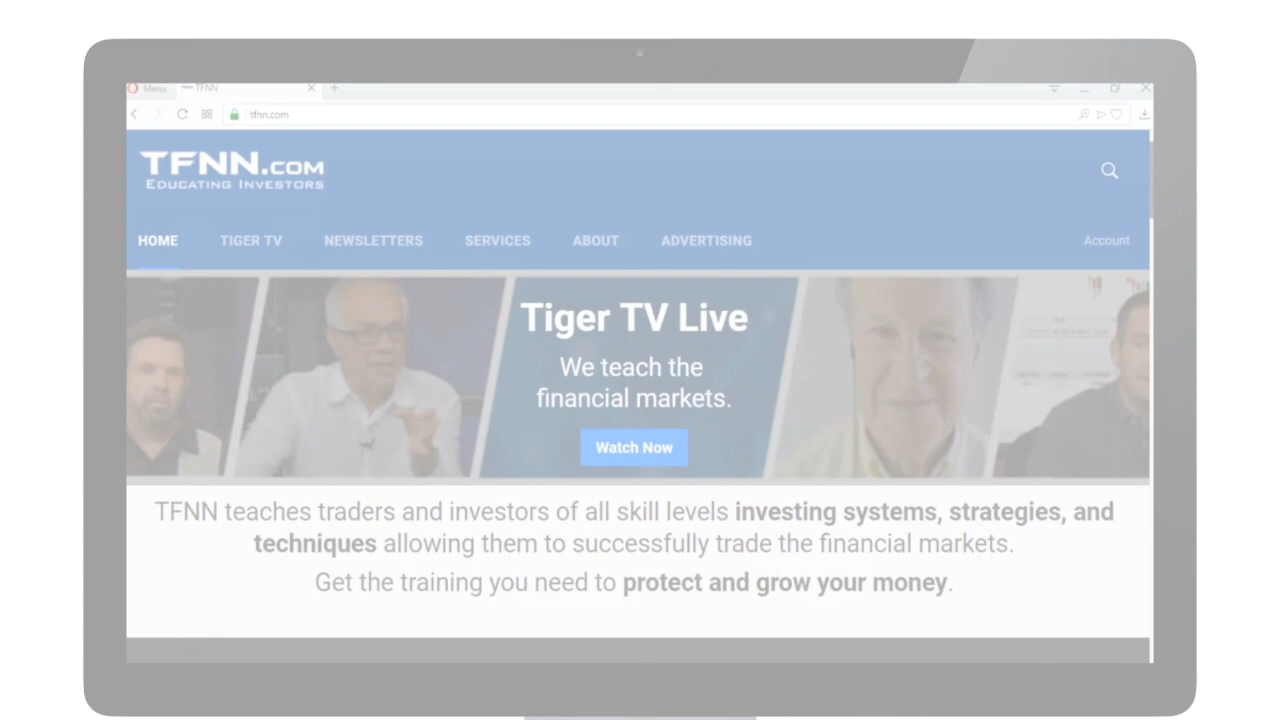 Menu
TFNN
tfnn.com
TFNN.COM
EDUCATING INVESTORS
HOME TIGER TV NEWSLETTERS SERVICES ABOUT ADVERTISING Account
Tiger TV Live
We teach the
financial markets.
Watch Now
TFNN teaches traders and investors of all skill levels investing systems, strategies, and
techniques allowing them to successfully trade the financial markets.
Get the training you need to protect and grow your money.